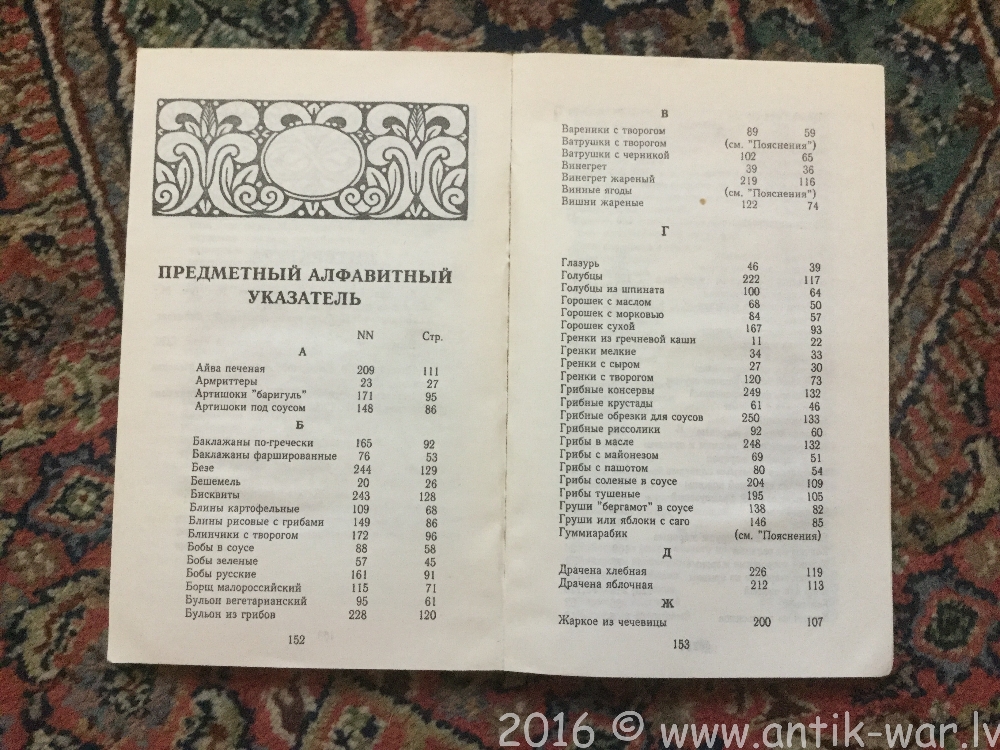 ПРЕДМЕТНЫЙ АЛФАВИТНЫЙ
УКАЗАТЕЛЬ
NN Стр.
А
Айва печеная 209 111
Армриттеры 23 27
Артишоки "баригуль" 171 95
Артишоки под соусом 148 86
Б
Баклажаны по-гречески 165 92
Баклажаны фаршированные 76 53
Безе 244 129
Бешемель 20 26
Бисквиты 243 128
Блины картофельные 109 68
Блины рисовые с грибами 149 86
Блинчики с творогом 172 96
Бобы в соусе 88 58
Бобы зеленые 57 45
Бобы русские 161 91
Борщ малороссийский 115 71
Бульон вегетарианский 95 61
Бульон из грибов 228 120
152
В
Вареники с творогом 89 59
Ватрушки с творогом (см. "Пояснения")
Ватрушки с черникой 102 65
Винегрет 39 36
Винегрет жареный 219 116
Винные ягоды (см. "Пояснения")
Вишни жареные 122 74
Г
Глазурь 46 39
Голубцы 222 117
Голубцы из шпината 100 64
Горошек с маслом 68 50
Горошек с морковью 84 57
Горошек сухой 167 93
Гренки из гречневой каши 11 22
Гренки мелкие 34 33
Гренки с сыром 27 30
Гренки с творогом 120 73
Грибные консервы 249 132
Грибные крустады 61 46
Грибные обрезки для соусов 250 133
Грибные риссолики 92 60
Грибы в масле 248 132
Грибы с майонезом 69 51
Грибы с пашотом 80 54
Грибы соленые в соусе 204 109
Грибы тушеные 195 105
Груши "бергамот" в соусе 138 82
Груши или яблоки с саго 146 85
Гуммиарабик (см. "Пояснения)
Д
Драчена хлебная 226 119
Драчена яблочная 212 113
Ж
Жаркое из чечевицы 200 107
153
2016 © www.antik-war.lv